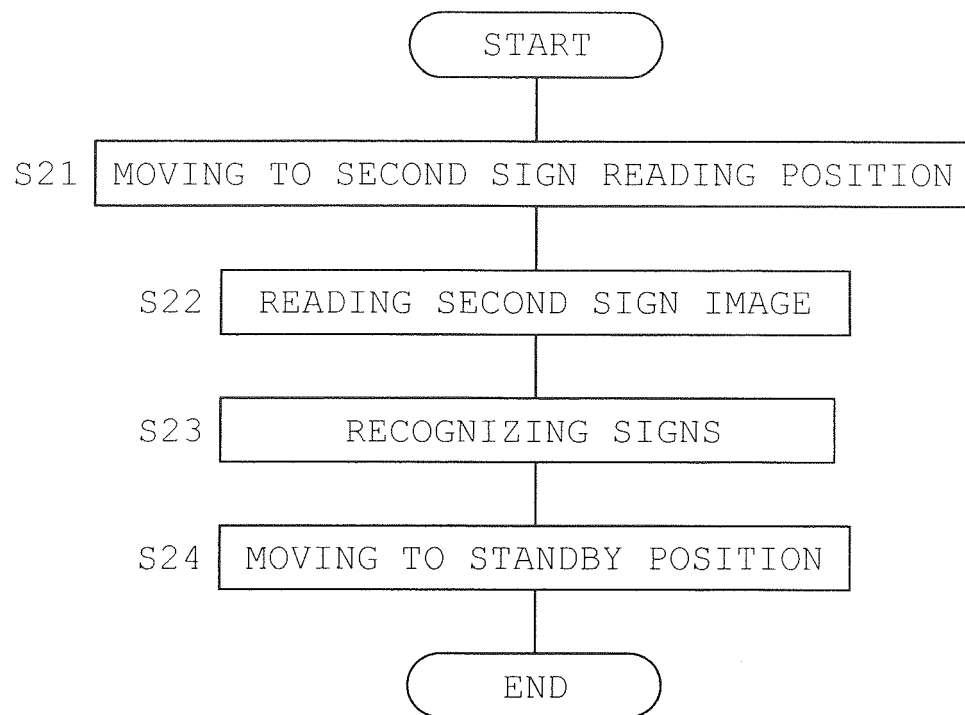 START
S21 MOVING TO SECOND SIGN READING POSITION
S22 READING SECOND SIGN IMAGE
S23 RECOGNIZING SIGNS
S24 MOVING TO STANDBY POSITION
END